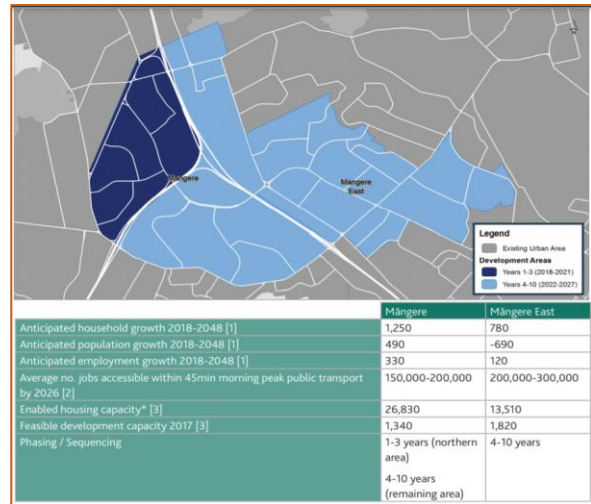 Māngere
Māngere
East
Legend
Existing Urban Area
Development Areas
Years 1-3 (2018-2021)
Years 4-10 (2022-2027)
Māngere Māngere East
Anticipated household growth 2018-2048 [1] 1,250 780
Anticipated population growth 2018-2048 [1] 490 -690
Anticipated employment growth 2018-2048 [1] 330 120
Average no. jobs accessible within 45min morning peak public transport
by 2026 [2] 150,000-200,000 200,000-300,000
Enabled housing capacity* [3] 26,830 13,510
Feasible development capacity 2017 [3] 1,340 1,820
Phasing / Sequencing 1-3 years (northern 4-10 years
area)
4-10 years
(remaining area)